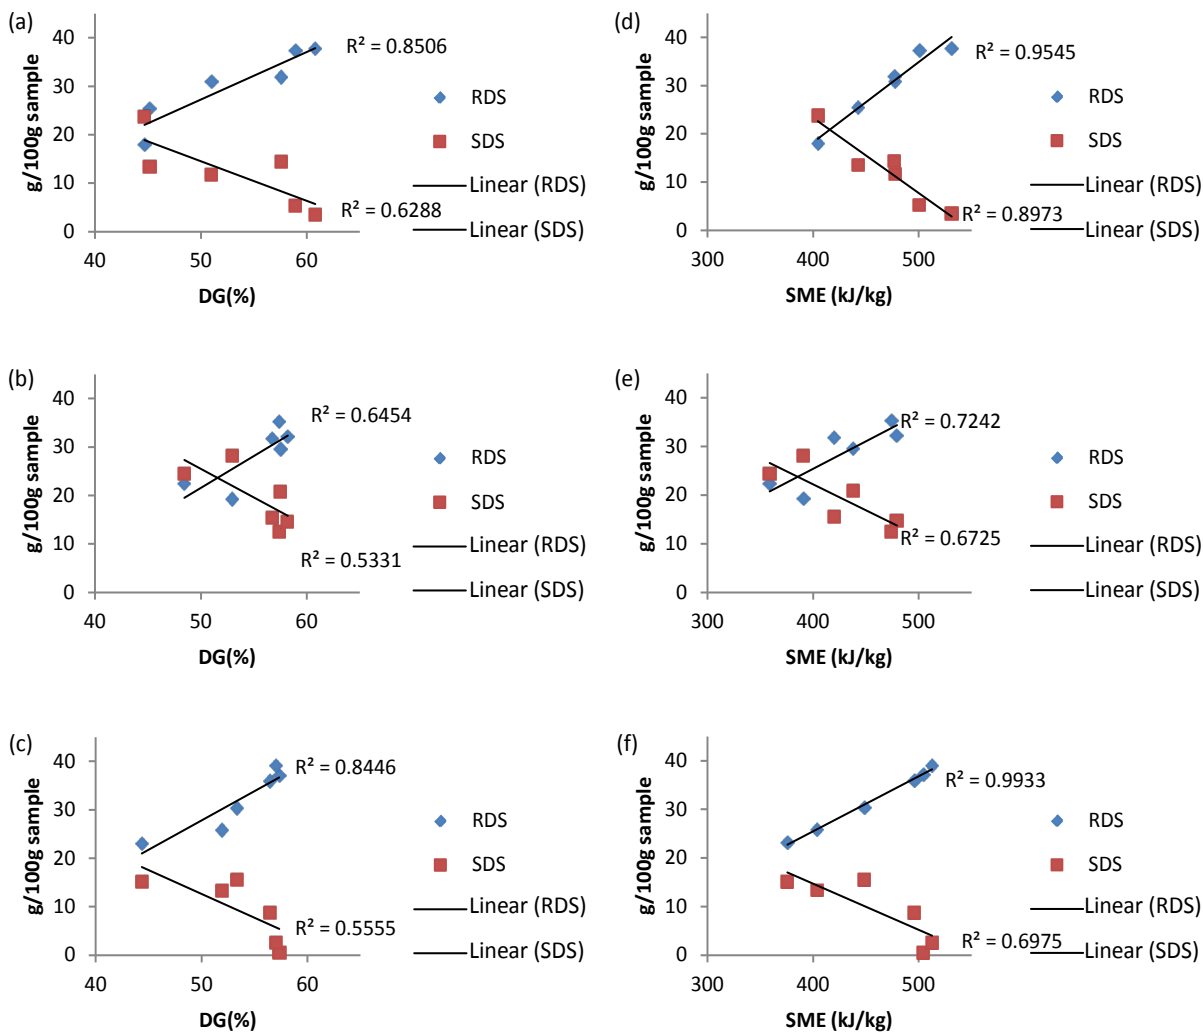 (a)
g/100g sample
40
30
20
10
0
40
50
60
DG(%)
R² = 0.8506
R² = 0.6288
RDS
SDS
Linear (RDS)
Linear (SDS)
(d)
g/100g sample
40
30
20
10
0
300
400
500
SME (kJ/kg)
R² = 0.9545
R² = 0.8973
RDS
SDS
Linear (RDS)
Linear (SDS)
(b)
g/100g sample
40
30
20
10
0
40
50
60
DG(%)
R² = 0.6454
R² = 0.5331
RDS
SDS
Linear (RDS)
Linear (SDS)
(e)
g/100g sample
40
30
20
10
0
300
400
500
SME (kJ/kg)
R² = 0.7242
R² = 0.6725
RDS
SDS
Linear (RDS)
Linear (SDS)
(c)
g/100g sample
40
30
20
10
0
40
50
60
DG(%)
R² = 0.8446
R² = 0.5555
RDS
SDS
Linear (RDS)
Linear (SDS)
(f)
g/100g sample
40
30
20
10
0
300
400
500
SME (kJ/kg)
R² = 0.9933
R² = 0.6975
RDS
SDS
Linear (RDS)
Linear (SDS)